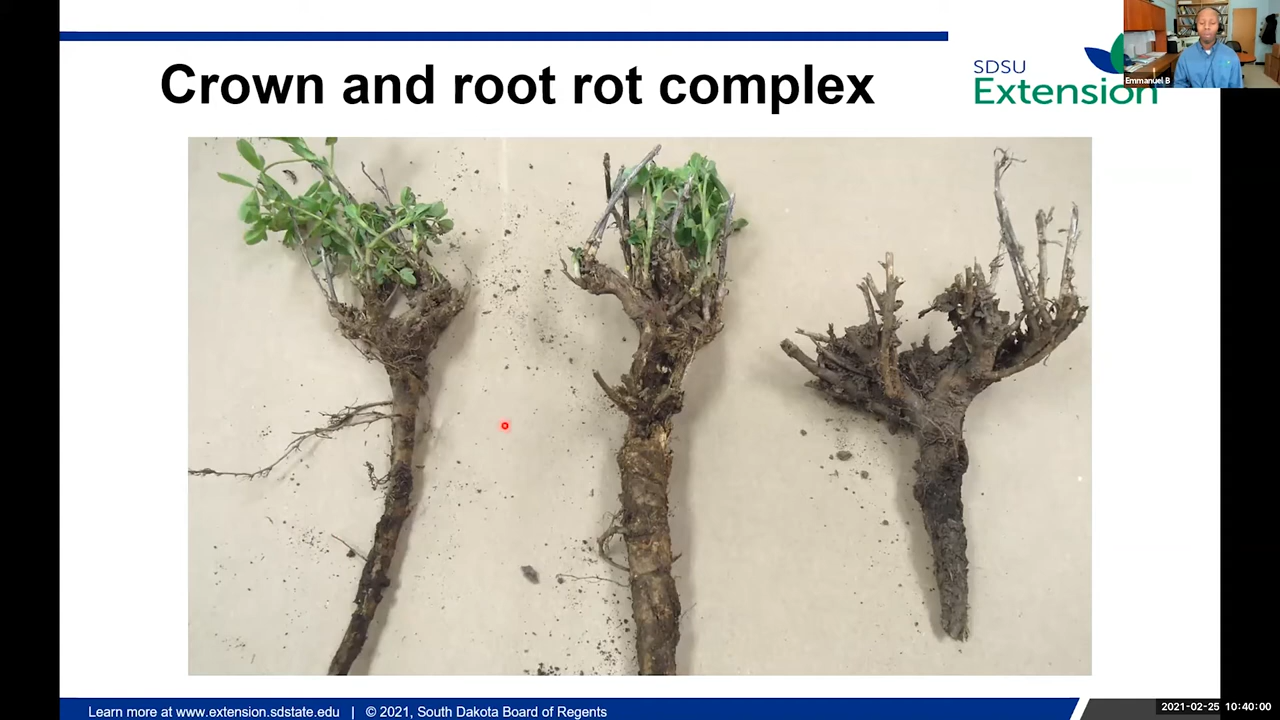 Crown and root rot complex
SDSU
Extension
Emmanuel B
Learn more at www.extension.sdstate.edu | © 2021, South Dakota Board of Regents
2021-02-25 10:40:00